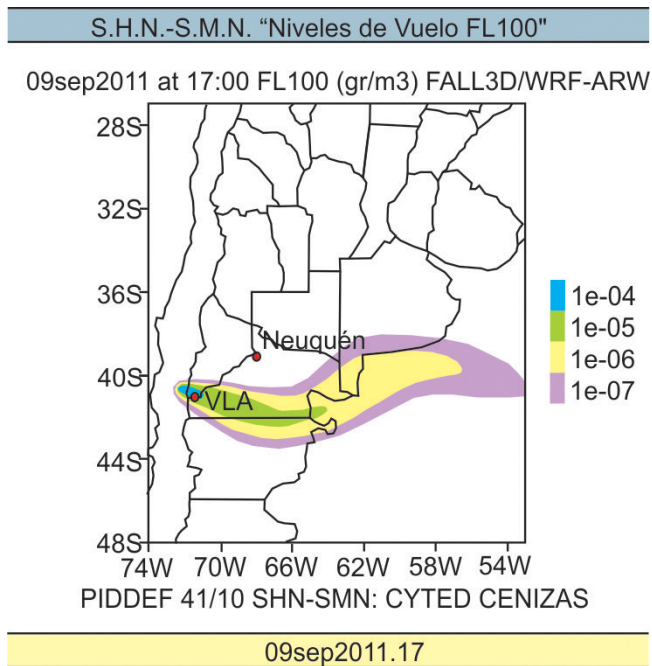 S.H.N.-S.M.N. “Niveles de Vuelo FL100"
09sep2011 at 17:00 FL100 (gr/m3) FALL3D/WRF-ARW
28S
32S
36S
40S
44S
48S
Neuquén
VLA
1e-04
1e-05
1e-06
1e-07
74W 70W 66W 62W 58W 54W
PIDDEF 41/10 SHN-SMN: CYTED CENIZAS
09sep2011.17